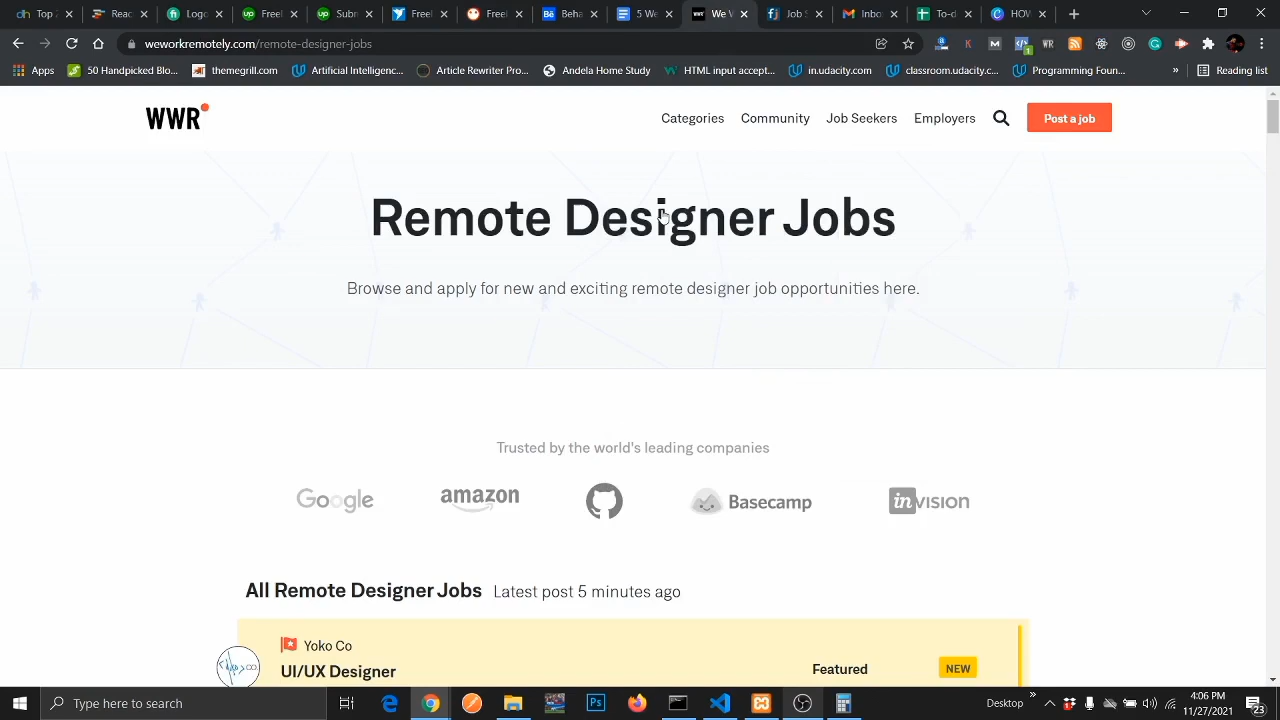 Top
Reac
Logo
Freel
Subm
Freel
Freel
Beha
5 We
We W
Job S
Inbo
To-d
HOW
weworkremotely.com/remote-designer-jobs
Apps
50 Handpicked Blo...
themegrill.com
Artificial Intelligenc...
Article Rewriter Pro...
Andela Home Study
HTML input accept...
in.udacity.com
classroom.udacity.c...
Programming Foun...
»
Reading list
WWR
Categories
Community
Job Seekers
Employers
Post a job
Remote Designer Jobs
Browse and apply for new and exciting remote designer job opportunities here.
Trusted by the world's leading companies
Google
amazon
Basecamp
inVISION
All Remote Designer Jobs Latest post 5 minutes ago
Yoko Co
UI/UX Designer
Featured
NEW
Type here to search
Desktop
»
4:06 PM
11/27/2021
23